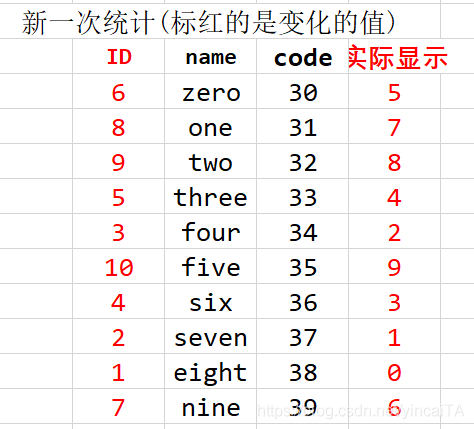 新一次统计(标红的是变化的值)
ID name code 实际显示
6 zero 30 5
8 one 31 7
9 two 32 8
5 three 33 4
3 four 34 2
10 five 35 9
4 six 36 3
2 seven 37 1
1 eight 38 0
7 nine 39 6
https://blog.csdn.net/yincaiTA